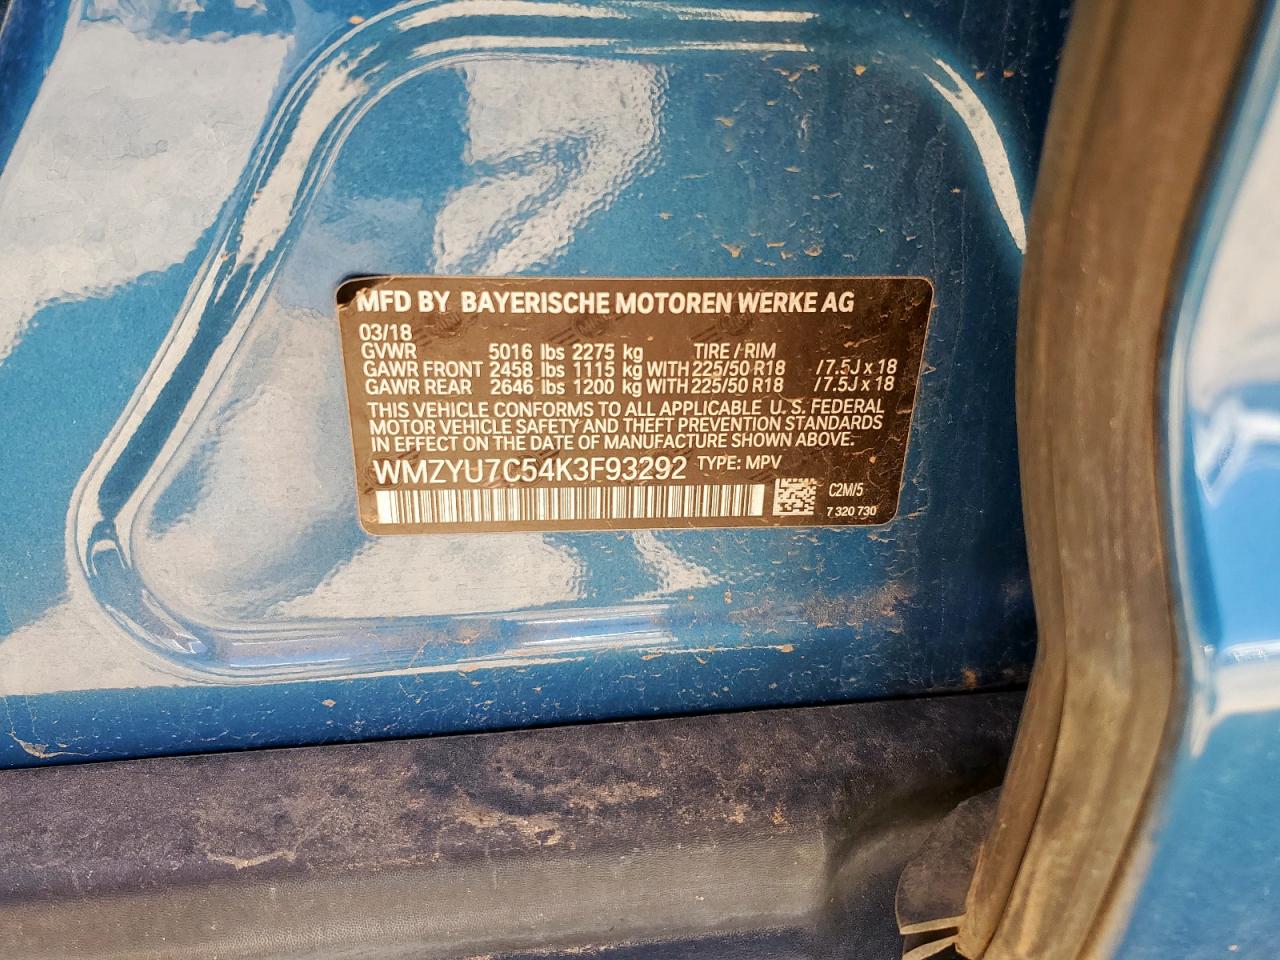 MFD BY BAYERISCHE MOTOREN WERKE AG
03/18
GVWR 5016 lbs 2275 kg TIRE / RIM
GAWR FRONT 2458 lbs 1115 kg WITH 225/50 R18 /7.5J x 18
GAWR REAR 2646 lbs 1200 kg WITH 225/50 R18 /7.5J x 18
THIS VEHICLE CONFORMS TO ALL APPLICABLE U. S. FEDERAL
MOTOR VEHICLE SAFETY AND THEFT PREVENTION STANDARDS
IN EFFECT ON THE DATE OF MANUFACTURE SHOWN ABOVE.
WMZYU7C54K3F93292 TYPE: MPV
C2M/5
7 320 730